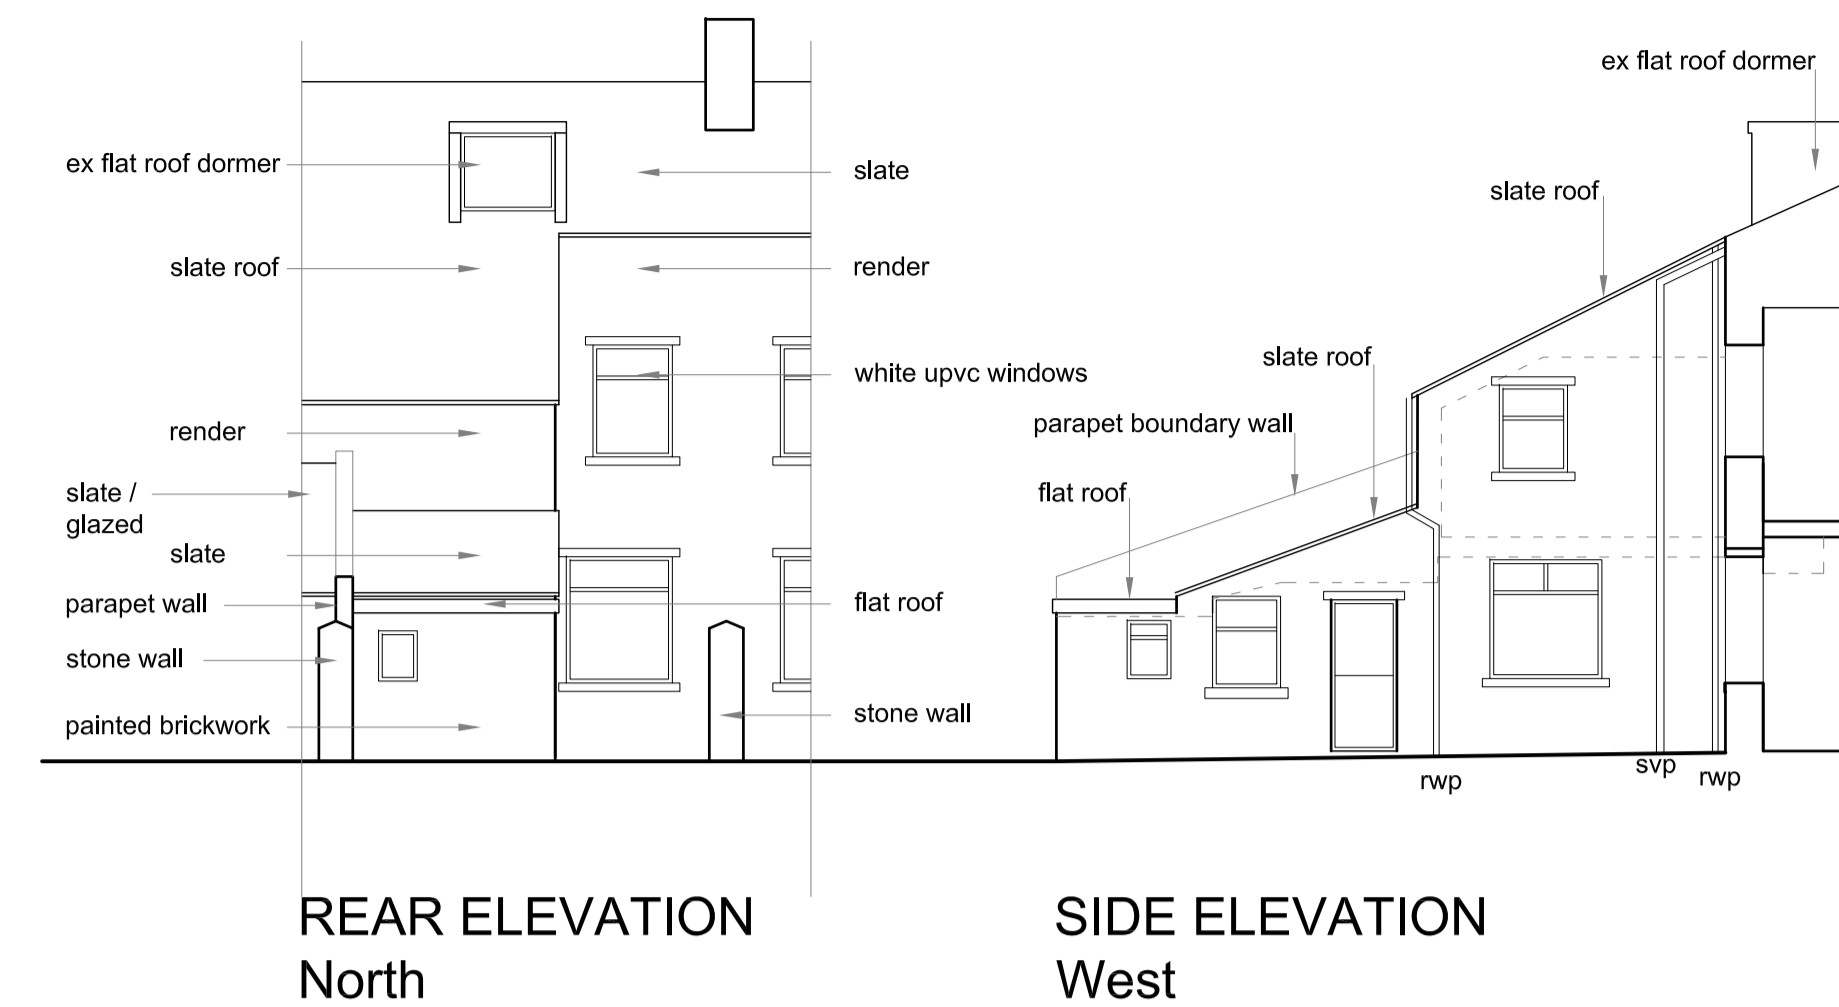 ex flat roof dormer
slate roof
render
slate /
glazed
slate
parapet wall
stone wall
painted brickwork
slate
render
white upvc windows
flat roof
stone wall
REAR ELEVATION
North
ex flat roof dormer
slate roof
slate roof
parapet boundary wall
flat roof
rwp
svp
rwp
SIDE ELEVATION
West